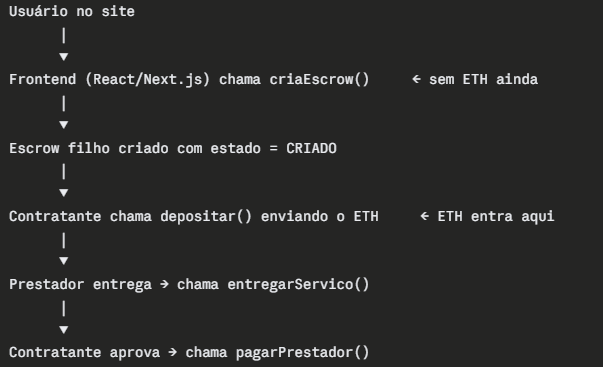 Usuário no site
|
▼
Frontend (React/Next.js) chama criaEscrow() ← sem ETH ainda
|
▼
Escrow filho criado com estado = CRIADO
|
▼
Contratante chama depositar() enviando o ETH ← ETH entra aqui
|
▼
Prestador entrega → chama entregarServico()
|
▼
Contratante aprova → chama pagarPrestador()